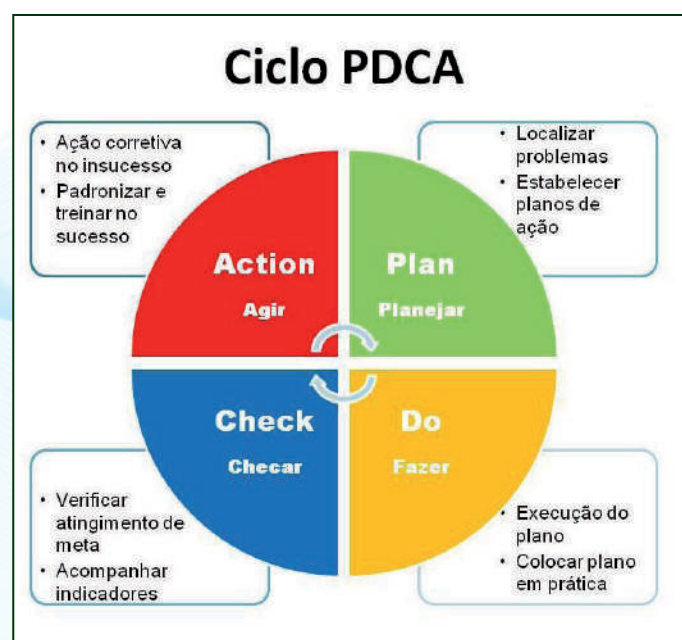 Ciclo PDCA
• Ação corretiva
no insucesso
• Padronizar e
treinar no
sucesso
• Localizar
problemas
• Estabelecer
planos de
ação
Action
Agir
Plan
Planejar
Check
Checar
Do
Fazer
• Verificar
atingimento de
meta
• Acompanhar
indicadores
• Execução do
plano
• Colocar plano
em prática